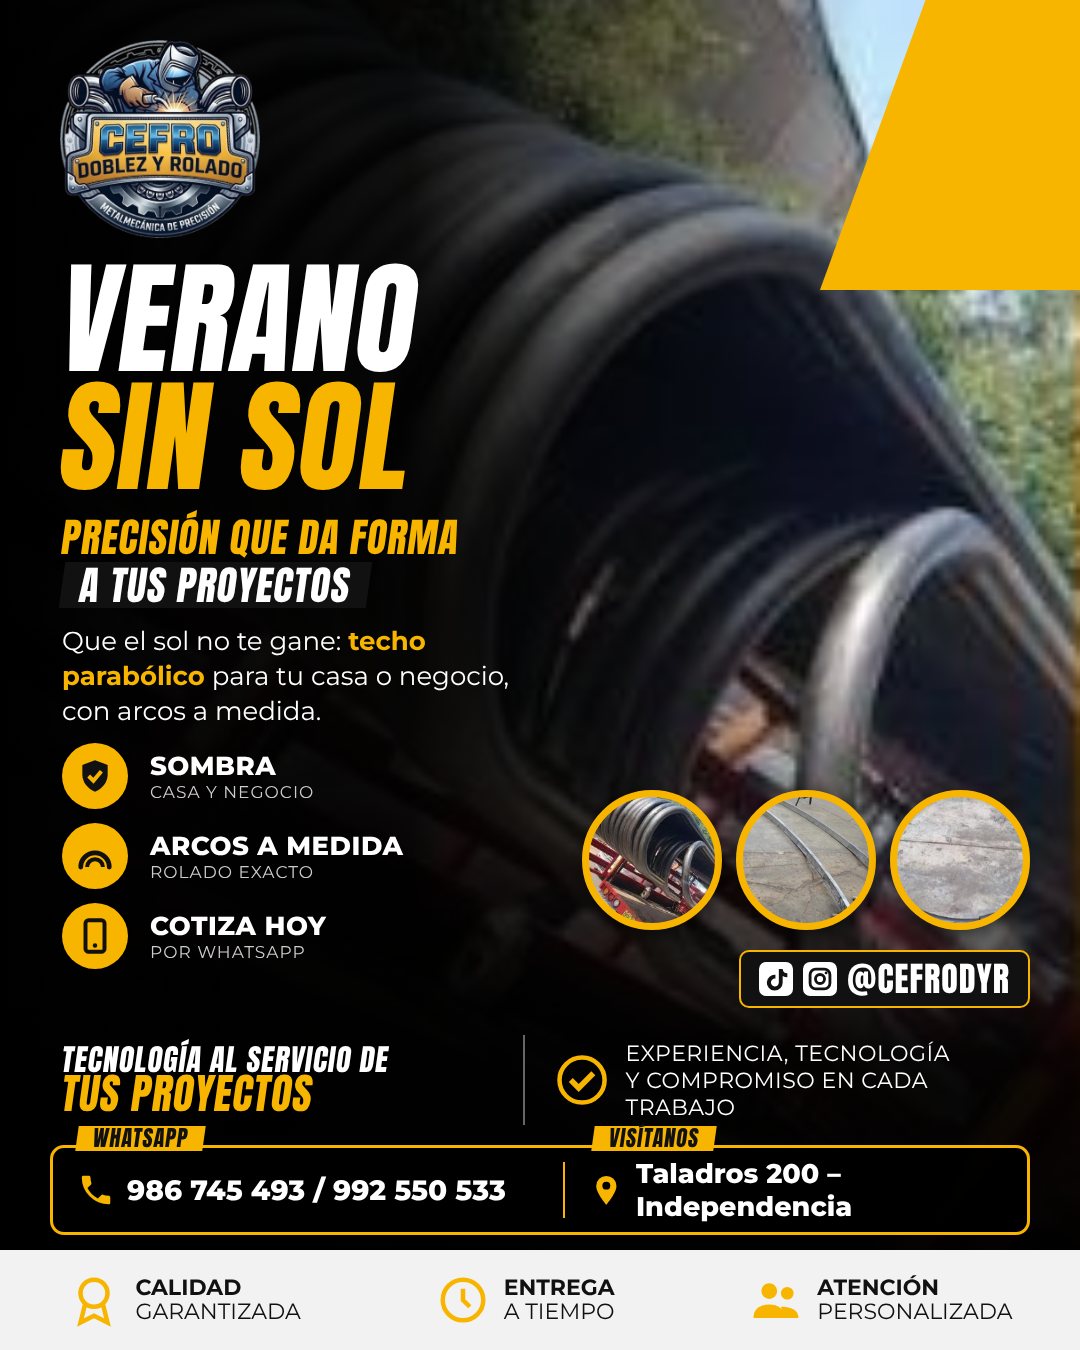 CEFRO
DOBLEZ Y ROLADO
METALMECÁNICA DE PRECISIÓN
VERANO
SIN SOL
PRECISIÓN QUE DA FORMA
A TUS PROYECTOS
Que el sol no te gane: techo
parabólico para tu casa o negocio,
con arcos a medida.
SOMBRA
CASA Y NEGOCIO
ARCOS A MEDIDA
ROLADO EXACTO
COTIZA HOY
POR WHATSAPP
@CEFRODYR
TECNOLOGÍA AL SERVICIO DE
TUS PROYECTOS
EXPERIENCIA, TECNOLOGÍA
Y COMPROMISO EN CADA
TRABAJO
WHATSAPP
986 745 493 / 992 550 533
VISÍTANOS
Taladros 200 –
Independencia
CALIDAD
GARANTIZADA
ENTREGA
A TIEMPO
ATENCIÓN
PERSONALIZADA